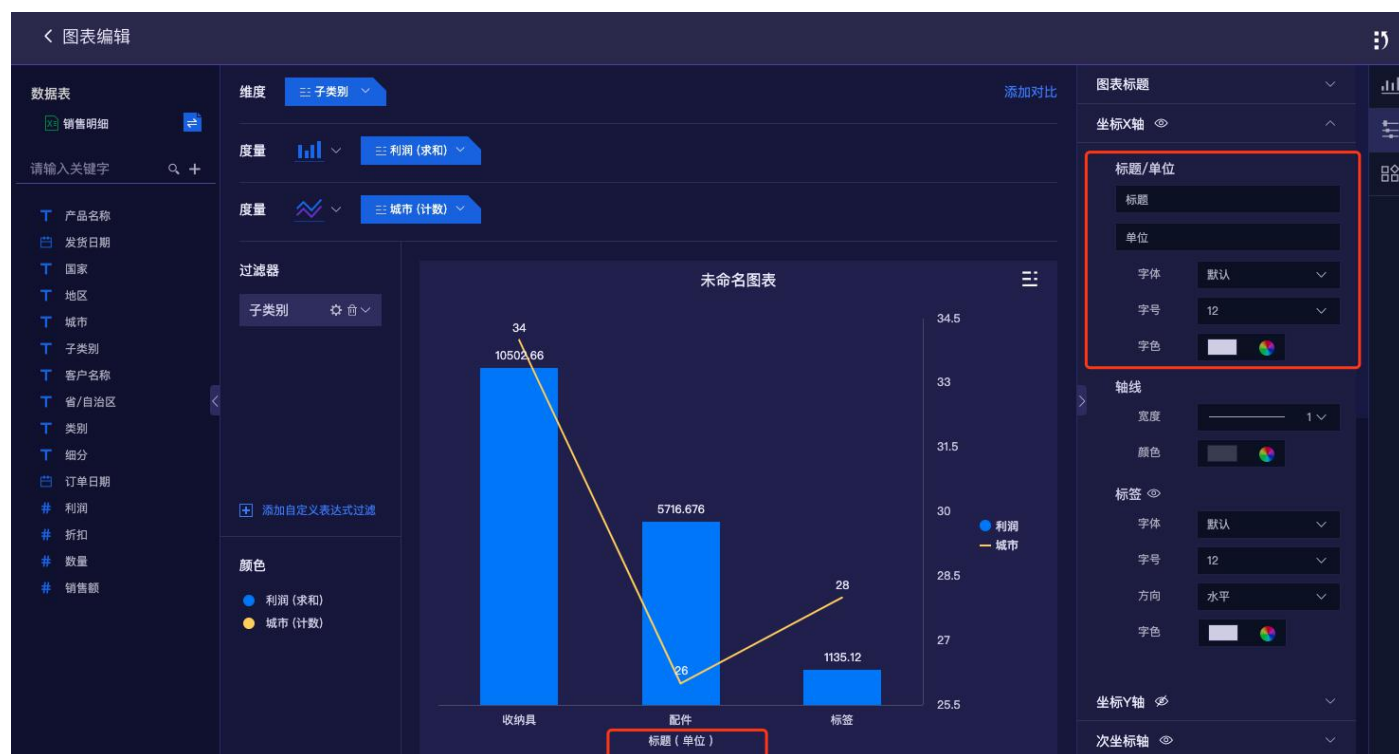 图表编辑
数据表
销售明细
请输入关键字
产品名称
发货日期
国家
地区
城市
子类别
客户名称
省/自治区
类别
细分
订单日期
利润
折扣
数量
销售额
维度
子类别
添加对比
度量
利润 (求和)
度量
城市 (计数)
过滤器
子类别
添加自定义表达式过滤
颜色
利润 (求和)
城市 (计数)
未命名图表
34
10502.66
5716.676
26
28
1135.12
34.5
33
31.5
30
28.5
27
25.5
利润
城市
收纳具
配件
标签
标题 ( 单位 )
图表标题
坐标X轴
标题/单位
标题
单位
字体 默认
字号 12
字色
轴线
宽度 1
颜色
标签
字体 默认
字号 12
方向 水平
字色
坐标Y轴
次坐标轴